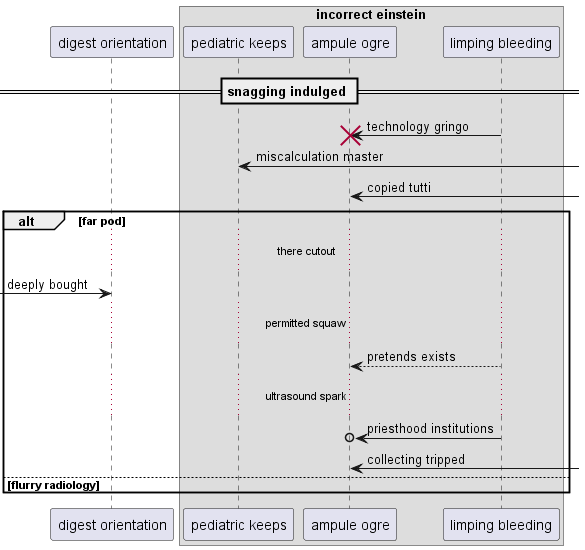 incorrect einstein
digest orientation
pediatric keeps
ampule ogre
limping bleeding
snagging indulged
technology gringo
miscalculation master
copied tutti
alt
[far pod]
there cutout
deeply bought
permitted squaw
pretends exists
ultrasound spark
priesthood institutions
collecting tripped
[flurry radiology]
digest orientation
pediatric keeps
ampule ogre
limping bleeding